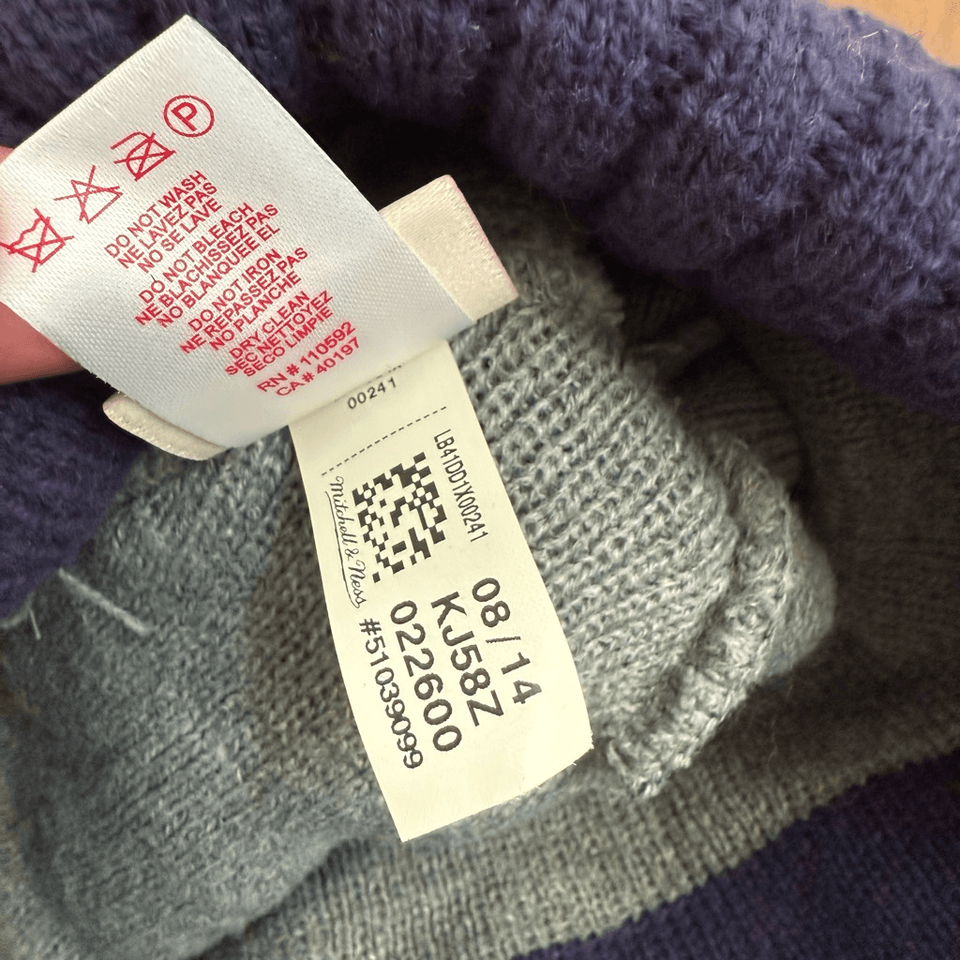 P
DO NOT WASH
NE LAVEZ PAS
NO SE LAVE
DO NOT BLEACH
NE BLACHISSEZ PAS
NO BLANQUEE EL
DO NOT IRON
NE REPASSEZ PAS
NO PLANCHE
DRY CLEAN
SEC NETTOYEZ
SECO LIMPIE
RN # 110592
CA # 40197
00241
LB41DD1X00241
Mitchell & Ness
08/14
KJ58Z
022600
#51039099